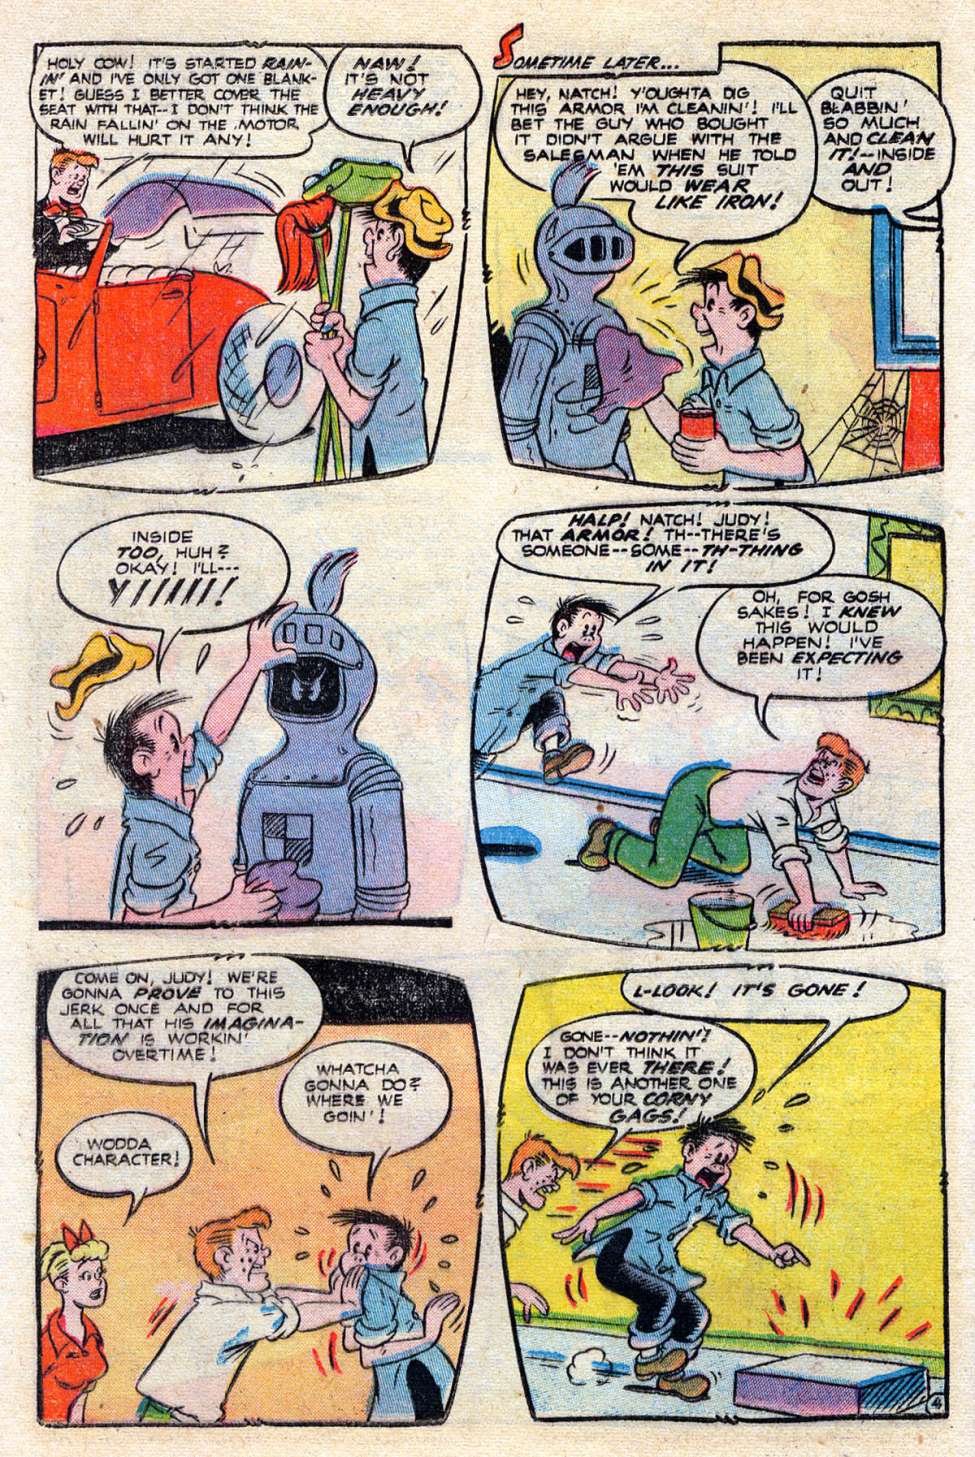 HOLY COW! IT'S STARTED RAIN-
IN' AND I'VE ONLY GOT ONE BLANK-
ET! GUESS I BETTER COVER THE
SEAT WITH THAT--I DON'T THINK THE
RAIN FALLIN' ON THE MOTOR
WILL HURT IT ANY!
NAW!
IT'S NOT
HEAVY
ENOUGH!
SOMETIME LATER...
HEY, NATCH! Y'OUGHTA DIG
THIS ARMOR I'M CLEANIN'! I'LL
BET THE GUY WHO BOUGHT
IT DIDN'T ARGUE WITH THE
SALESMAN WHEN HE TOLD
'EM THIS SUIT
WOULD WEAR
LIKE IRON!
QUIT
BLABBIN'
SO MUCH
AND CLEAN
IT!--INSIDE
AND
OUT!
INSIDE
TOO, HUH?
OKAY! I'LL---
YIIIIII!
HALP! NATCH! JUDY!
THAT ARMOR! TH--THERE'S
SOMEONE--SOME--TH-THING
IN IT!
OH, FOR GOSH
SAKES! I KNEW
THIS WOULD
HAPPEN! I'VE
BEEN EXPECTING
IT!
COME ON, JUDY! WE'RE
GONNA PROVE TO THIS
JERK ONCE AND FOR
ALL THAT HIS IMAGINA-
TION IS WORKIN'
OVERTIME!
WHATCHA
GONNA DO?
WHERE WE
GOIN'!
WODDA
CHARACTER!
L-LOOK! IT'S GONE!
GONE--NOTHIN'!
I DON'T THINK IT
WAS EVER THERE!
THIS IS ANOTHER ONE
OF YOUR CORNY
GAGS!
4